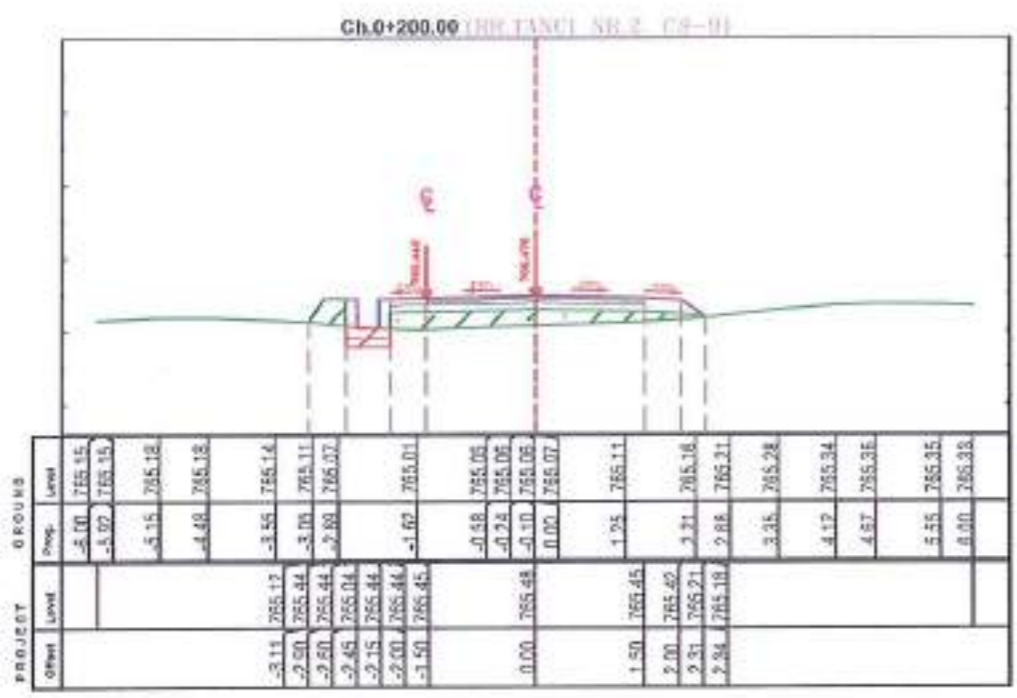 Ch.0+200.00
GROUND
Level 765.15 765.15 765.18 765.18 765.14 765.11 765.07 765.01 765.05 765.06 765.06 765.07 765.11 765.16 765.21 765.28 765.34 765.35 765.35 765.33
Prog. -6.00 -5.92 -5.15 -4.48 -3.55 -3.05 -2.89 -1.62 -0.58 -0.24 -0.10 0.00 1.25 2.21 2.66 3.35 4.12 4.67 5.55 6.00
PROJECT
Level 765.17 765.44 765.44 765.04 765.44 765.44 765.45 765.48 765.45 765.42 765.21 765.19
Offset -3.11 -2.90 -2.60 -2.45 -2.15 -2.00 -1.50 0.00 1.50 2.00 2.31 2.34